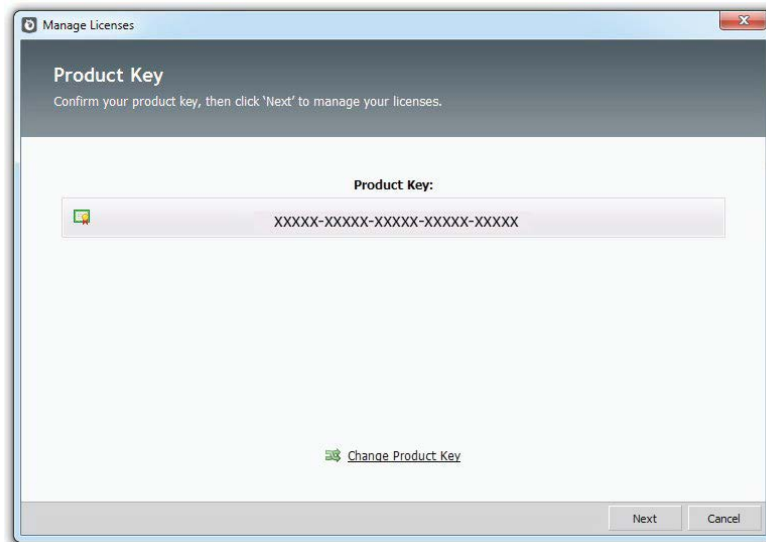 Manage Licenses
Product Key
Confirm your product key, then click 'Next' to manage your licenses.
Product Key:
XXXXX-XXXXX-XXXXX-XXXXX-XXXXX
Change Product Key
Next Cancel